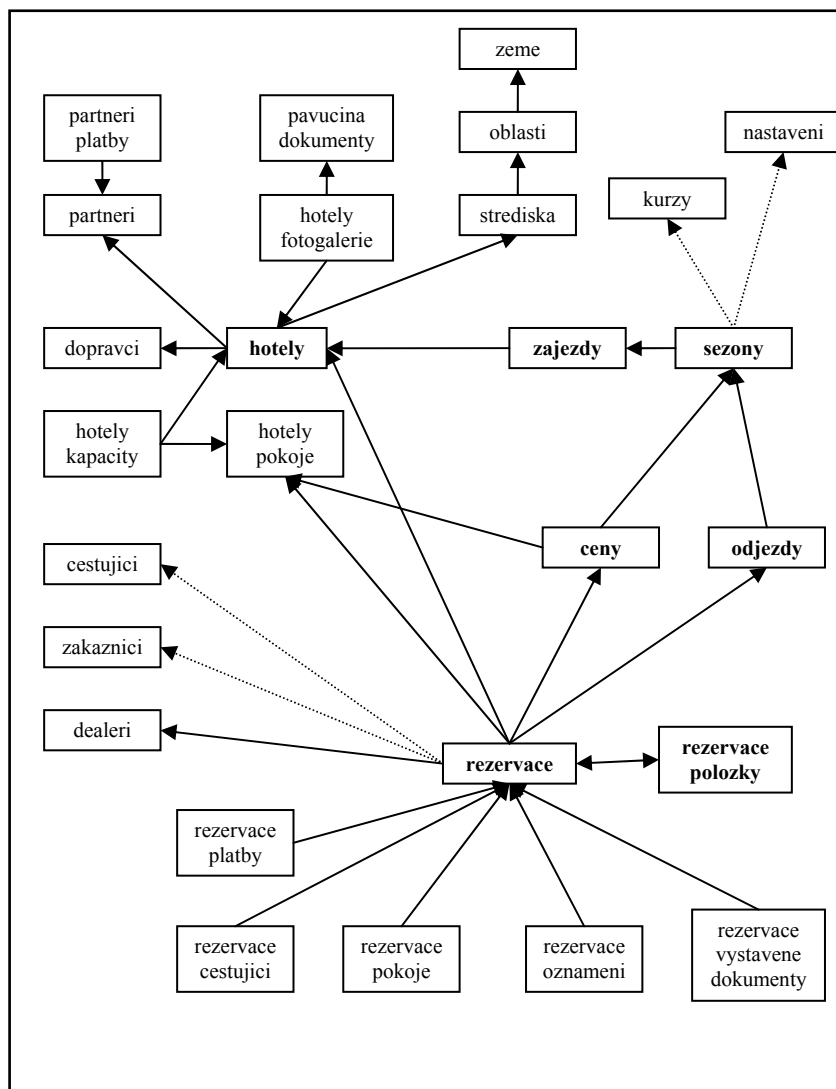 zeme
partneri
platby
pavucina
dokumenty
oblasti
nastaveni
partneri
hotely
fotogalerie
strediska
kurzy
dopravci
hotely
zajezdy
sezony
hotely
kapacity
hotely
pokoje
cestujici
ceny
odjezdy
zakaznici
dealeri
rezervace
rezervace
polozky
rezervace
platby
rezervace
cestujici
rezervace
pokoje
rezervace
oznameni
rezervace
vystavene
dokumenty